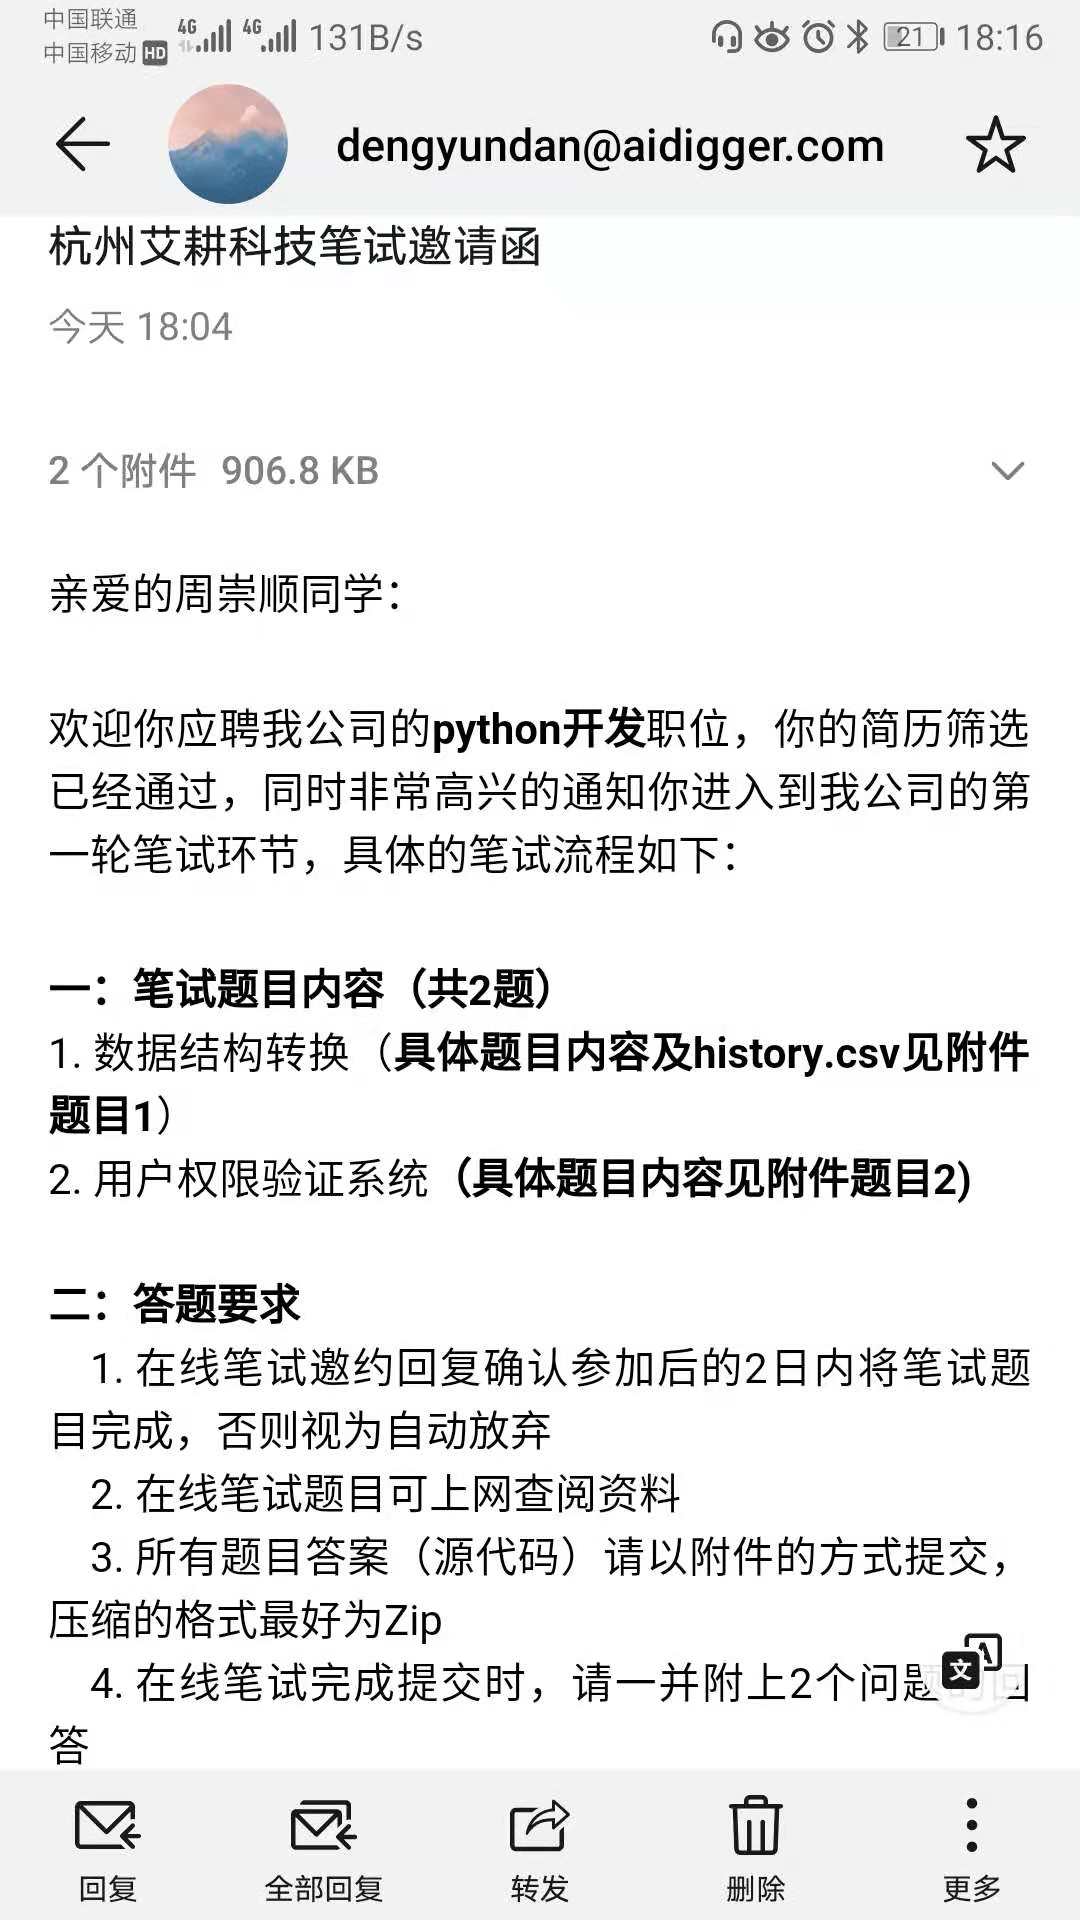 中国联通
中国移动 HD
4G 4G 131B/s
21 18:16
dengyundan@aidigger.com
杭州艾耕科技笔试邀请函
今天 18:04
2 个附件 906.8 KB
亲爱的周崇顺同学：
欢迎你应聘我公司的python开发职位，你的简历筛选
已经通过，同时非常高兴的通知你进入到我公司的第
一轮笔试环节，具体的笔试流程如下：
一：笔试题目内容（共2题）
1. 数据结构转换（具体题目内容及history.csv见附件
题目1）
2. 用户权限验证系统（具体题目内容见附件题目2)
二：答题要求
1. 在线笔试邀约回复确认参加后的2日内将笔试题
目完成，否则视为自动放弃
2. 在线笔试题目可上网查阅资料
3. 所有题目答案（源代码）请以附件的方式提交，
压缩的格式最好为Zip
4. 在线笔试完成提交时，请一并附上2个问题的回
答
文 A
回复 全部回复 转发 删除 更多